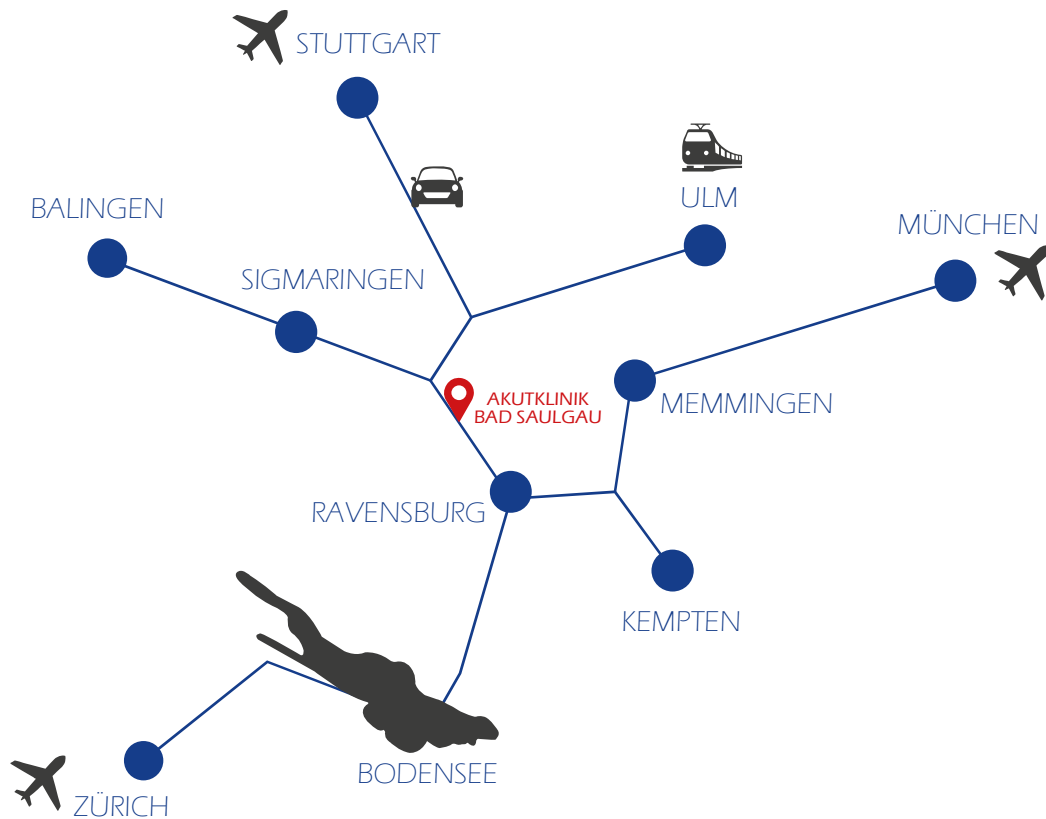 STUTTGART
ULM
BALINGEN
MÜNCHEN
SIGMARINGEN
AKUTKLINIK
BAD SAULGAU
MEMMINGEN
RAVENSBURG
KEMPTEN
BODENSEE
ZÜRICH